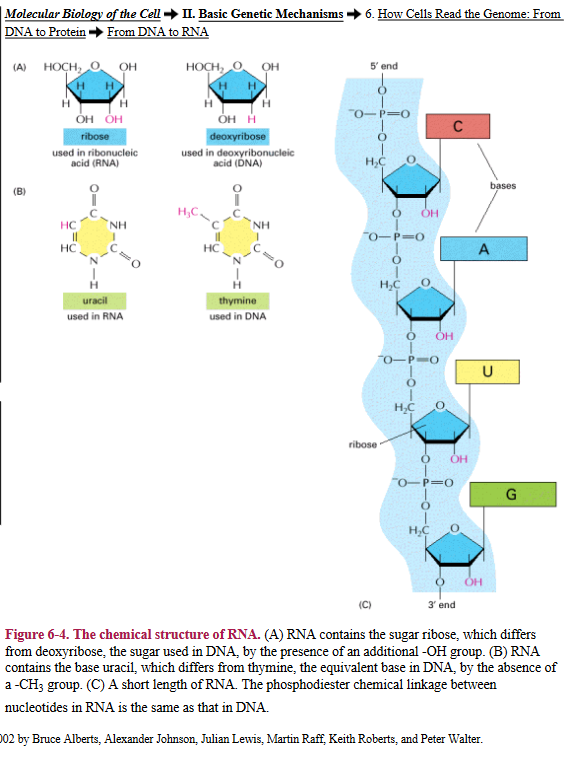 Molecular Biology of the Cell ➔ II. Basic Genetic Mechanisms ➔ 6. How Cells Read the Genome: From
DNA to Protein ➔ From DNA to RNA
(A)
HOCH₂ O OH
H H
H H
OH OH
ribose
used in ribonucleic
acid (RNA)
HOCH₂ O OH
H H
H H
OH H
deoxyribose
used in deoxyribonucleic
acid (DNA)
(B)
O
C
HC NH
HC C
N O
H
uracil
used in RNA
O
H₃C C
C NH
HC C
N O
H
thymine
used in DNA
5' end
O
⁻O—P=O
O
H₂C O
C
bases
O OH
⁻O—P=O
O
A
H₂C O
O OH
⁻O—P=O
O
U
H₂C O
ribose
O OH
⁻O—P=O
O
G
H₂C O
O OH
(C)
3' end
Figure 6-4. The chemical structure of RNA. (A) RNA contains the sugar ribose, which differs
from deoxyribose, the sugar used in DNA, by the presence of an additional -OH group. (B) RNA
contains the base uracil, which differs from thymine, the equivalent base in DNA, by the absence of
a -CH₃ group. (C) A short length of RNA. The phosphodiester chemical linkage between
nucleotides in RNA is the same as that in DNA.
002 by Bruce Alberts, Alexander Johnson, Julian Lewis, Martin Raff, Keith Roberts, and Peter Walter.